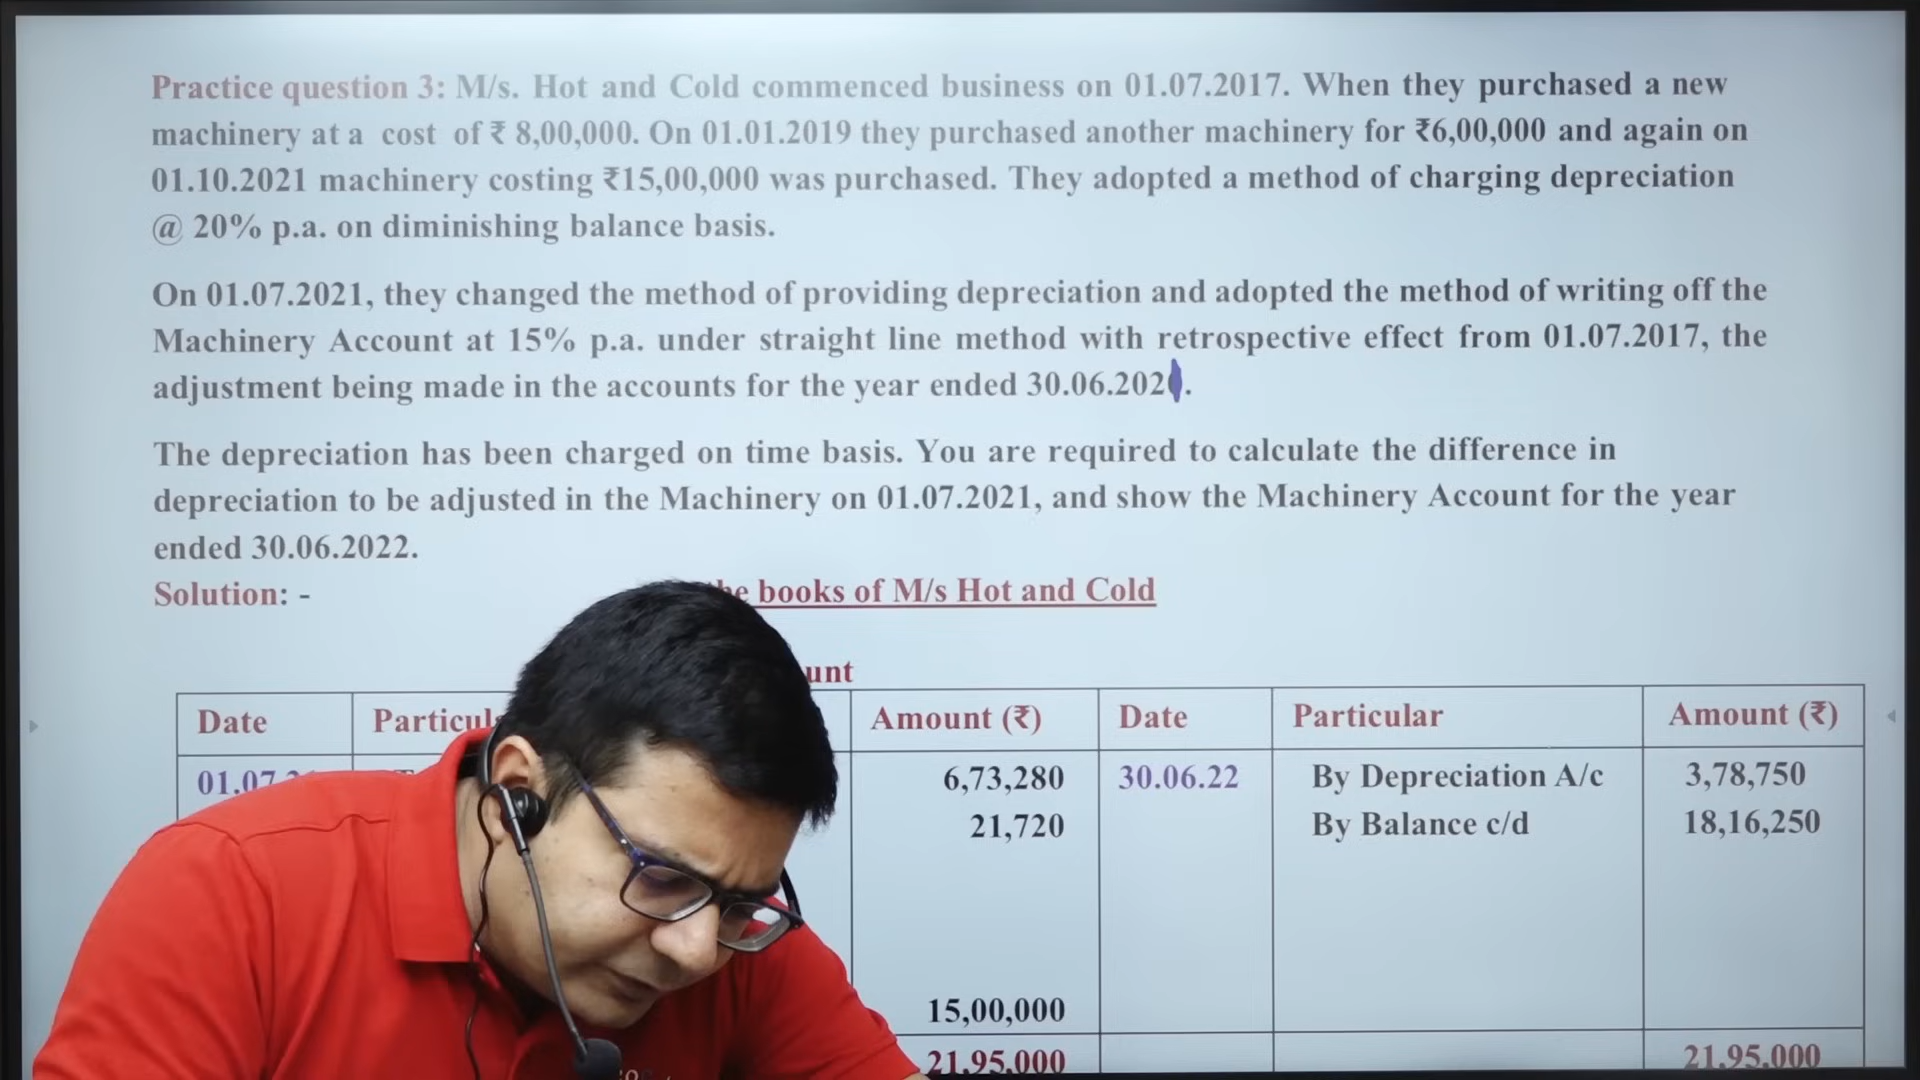 Practice question 3: M/s. Hot and Cold commenced business on 01.07.2017. When they purchased a new
machinery at a cost of ₹ 8,00,000. On 01.01.2019 they purchased another machinery for ₹6,00,000 and again on
01.10.2021 machinery costing ₹15,00,000 was purchased. They adopted a method of charging depreciation
@ 20% p.a. on diminishing balance basis.
On 01.07.2021, they changed the method of providing depreciation and adopted the method of writing off the
Machinery Account at 15% p.a. under straight line method with retrospective effect from 01.07.2017, the
adjustment being made in the accounts for the year ended
The depreciation has been charged on time basis. You are required to calculate the difference in
depreciation to be adjusted in the Machinery on 01.07.2021, and show the Machinery Account for the year
ended 30.06.2022.
Solution: - books of M/s Hot and Cold
Date Amount (₹) Date Particular Amount (₹)
6,73,280 30.06.22 By Depreciation A/c 3,78,750
21,720 By Balance c/d 18,16,250
15,00,000
21,95,000 21,95,000